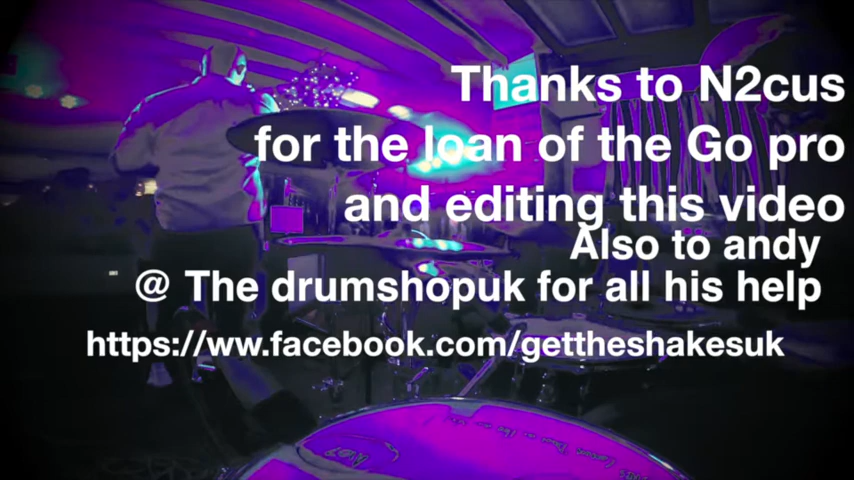 Thanks to N2cus
for the loan of the Go pro
and editing this video
Also to andy
@ The drumshopuk for all his help
https://ww.facebook.com/gettheshakesuk